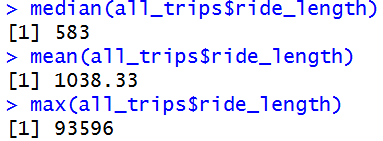 > median(all_trips$ride_length)
[1] 583
> mean(all_trips$ride_length)
[1] 1038.33
> max(all_trips$ride_length)
[1] 93596